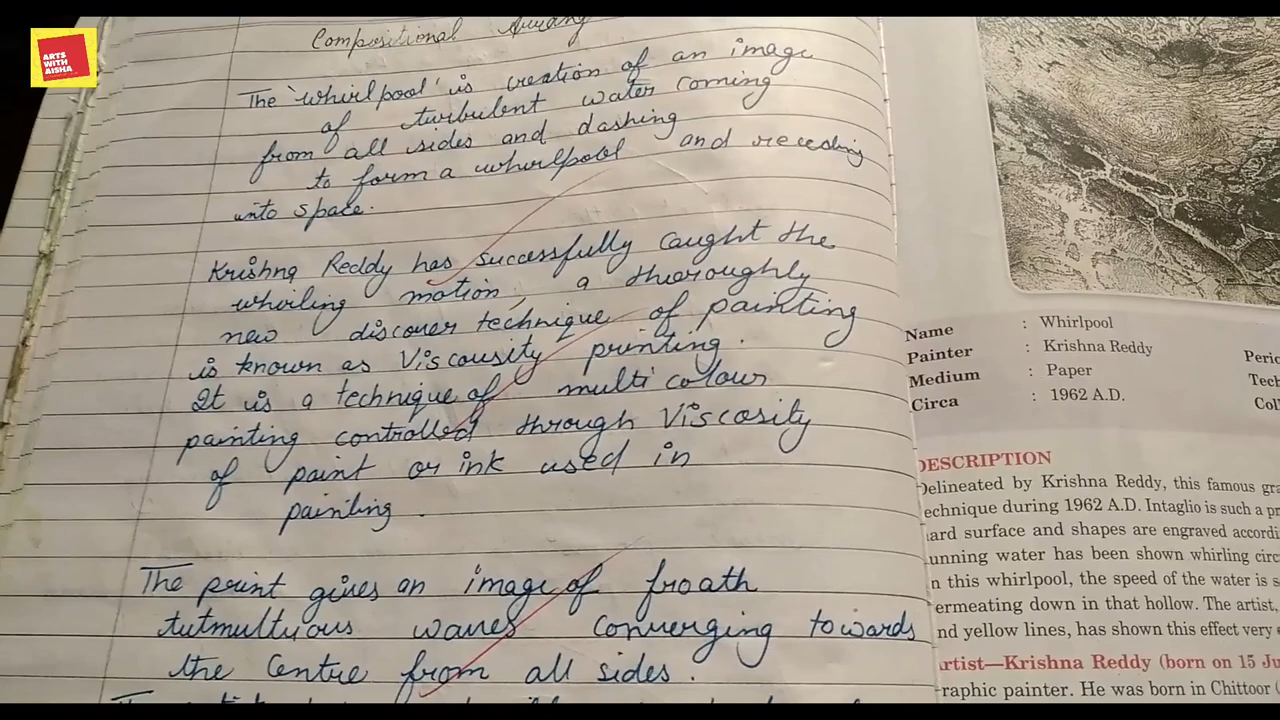 ARTS
WITH
AISHA
Compositional
The 'whirlpool' is creation of an image
of turbulent water coming
from all sides and dashing
to form a whirlpool and receding
into space.
Krishna Reddy has successfully caught the
whirling motion, a thoroughly
new discover technique of painting
is known as Viscousity printing.
It is a technique of multi colour
painting controlled through Viscosity
of paint or ink used in
painting.
The print gives an image of froath
tutmultuous waves converging towards
the Centre from all sides.
Name : Whirlpool
Painter : Krishna Reddy
Medium : Paper
Circa : 1962 A.D.
Perio
Tech
Col
DESCRIPTION
Delineated by Krishna Reddy, this famous gra
echnique during 1962 A.D. Intaglio is such a pr
ard surface and shapes are engraved accordi
unning water has been shown whirling circ
n this whirlpool, the speed of the water is s
ermeating down in that hollow. The artist,
nd yellow lines, has shown this effect very
rtist—Krishna Reddy (born on 15 Ju
raphic painter. He was born in Chittoor (